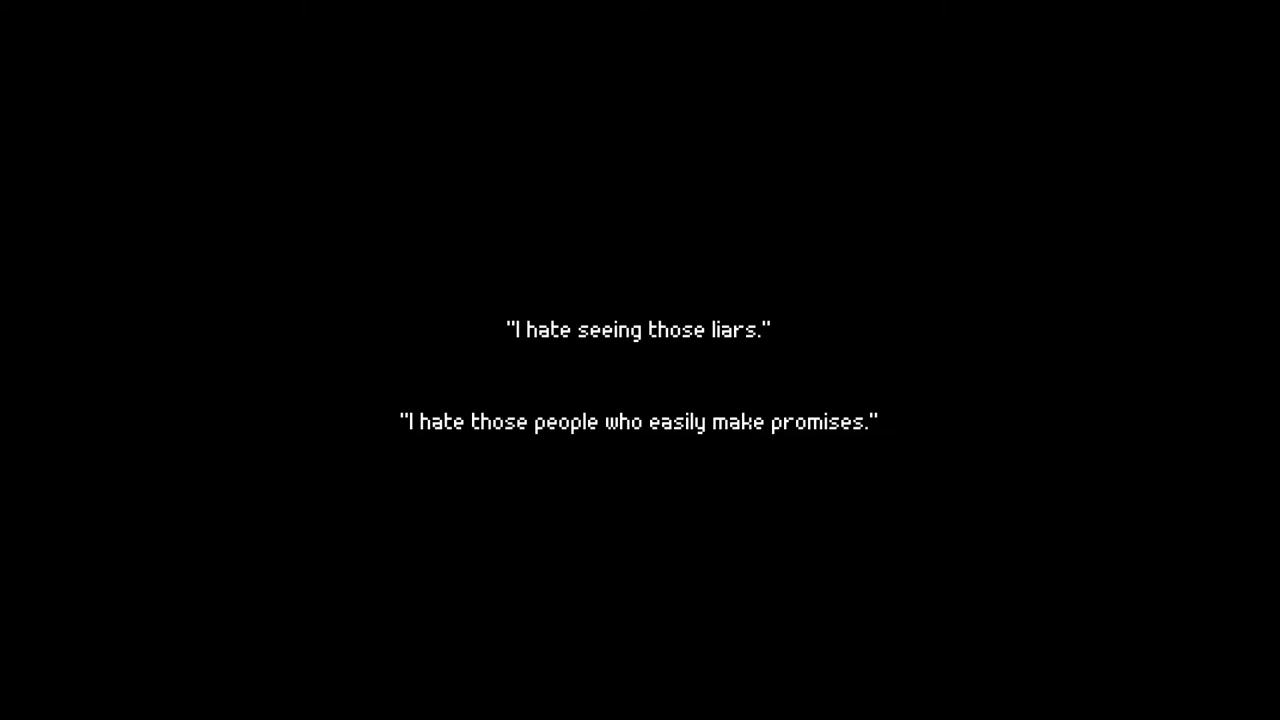 "I hate seeing those liars."
"I hate those people who easily make promises."